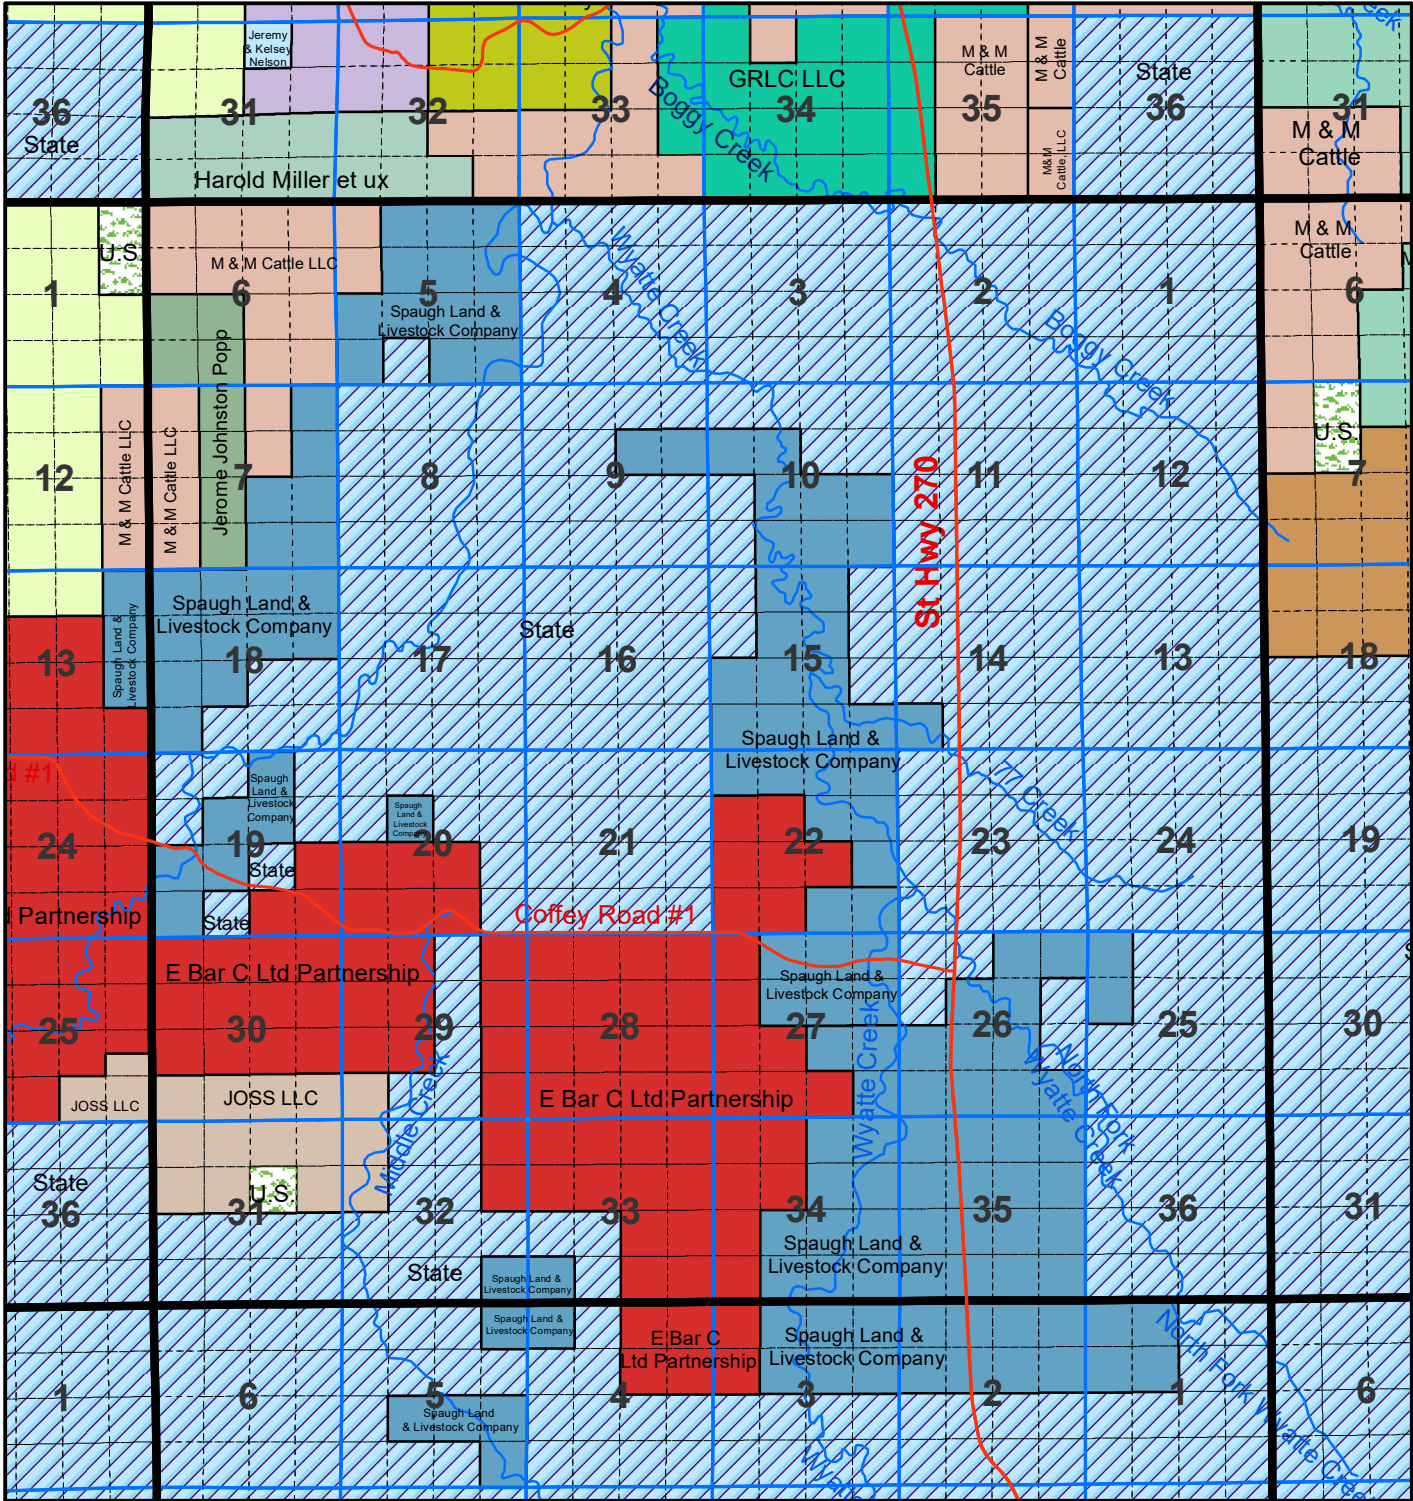 Jeremy
& Kelsey
Nelson
36
State
31
32
33
GRLC LLC
34
Boggy Creek
M & M
Cattle
35
M & M
Cattle
M&M
Cattle, LLC
State
36
31
M & M
Cattle
Harold Miller et ux
U.S.
1
M & M Cattle LLC
6
5
Spaugh Land &
Livestock Company
4
Wyatte Creek
3
2
1
Boggy Creek
M & M
Cattle
6
12
M & M Cattle LLC
M & M Cattle LLC
Jerome Johnston Popp
7
8
9
10
St Hwy 270
11
12
U.S.
7
13
Spaugh Land &
Livestock Company
Spaugh Land &
Livestock Company
18
17
State
16
15
14
13
18
Spaugh Land &
Livestock Company
#1
24
Spaugh
Land &
Livestock
Company
19
State
Spaugh
Land &
Livestock
Company
20
21
22
77 Creek
23
24
19
Partnership
State
Coffey Road #1
E Bar C Ltd Partnership
25
30
29
28
Spaugh Land &
Livestock Company
27
26
25
30
JOSS LLC
JOSS LLC
Middle Creek
E Bar C Ltd Partnership
Wyatte Creek
North Fork
Wyatte Creek
State
36
U.S.
31
32
33
34
35
36
31
State
Spaugh Land &
Livestock Company
Spaugh Land &
Livestock Company
Spaugh Land &
Livestock Company
E Bar C
Ltd Partnership
Spaugh Land &
Livestock Company
North Fork Wyatte Cree
1
6
5
Spaugh Land
& Livestock Company
4
3
2
1
6
Wyatte